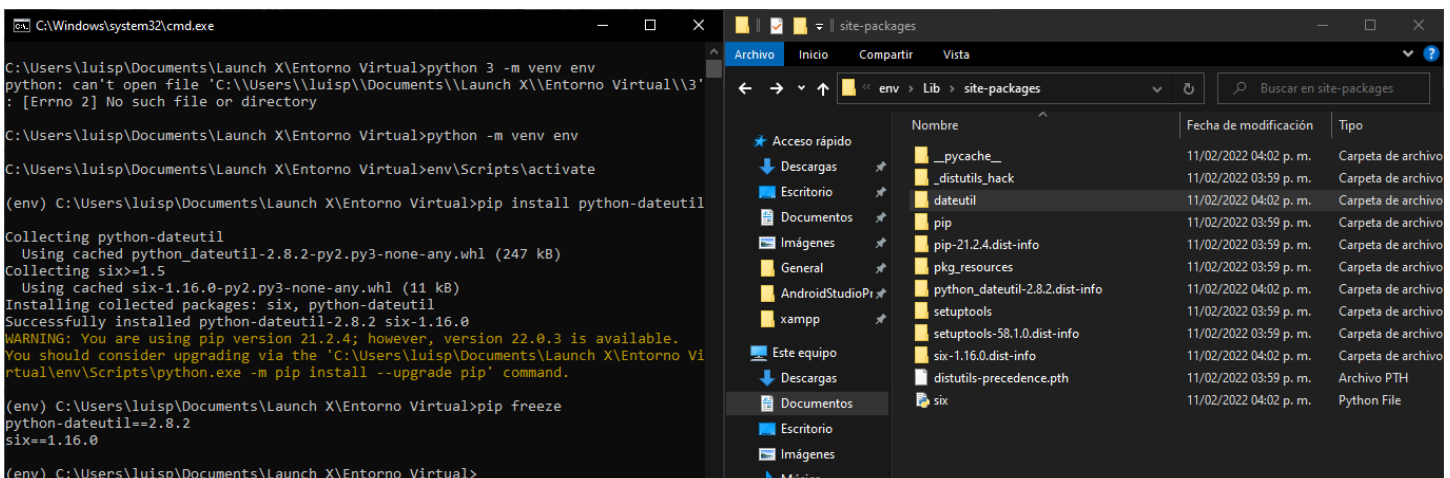 C:\Windows\system32\cmd.exe
C:\Users\luisp\Documents\Launch X\Entorno Virtual>python 3 -m venv env
python: can't open file 'C:\\Users\\luisp\\Documents\\Launch X\\Entorno Virtual\\3'
: [Errno 2] No such file or directory
C:\Users\luisp\Documents\Launch X\Entorno Virtual>python -m venv env
C:\Users\luisp\Documents\Launch X\Entorno Virtual>env\Scripts\activate
(env) C:\Users\luisp\Documents\Launch X\Entorno Virtual>pip install python-dateutil
Collecting python-dateutil
Using cached python_dateutil-2.8.2-py2.py3-none-any.whl (247 kB)
Collecting six>=1.5
Using cached six-1.16.0-py2.py3-none-any.whl (11 kB)
Installing collected packages: six, python-dateutil
Successfully installed python-dateutil-2.8.2 six-1.16.0
WARNING: You are using pip version 21.2.4; however, version 22.0.3 is available.
You should consider upgrading via the 'C:\Users\luisp\Documents\Launch X\Entorno Vi
rtual\env\Scripts\python.exe -m pip install --upgrade pip' command.
(env) C:\Users\luisp\Documents\Launch X\Entorno Virtual>pip freeze
python-dateutil==2.8.2
six==1.16.0
(env) C:\Users\luisp\Documents\Launch X\Entorno Virtual>
site-packages
Archivo Inicio Compartir Vista
« env › Lib › site-packages
Buscar en site-packages
Acceso rápido
Descargas
Escritorio
Documentos
Imágenes
General
AndroidStudioPr
xampp
Este equipo
Descargas
Documentos
Escritorio
Imágenes
Nombre Fecha de modificación Tipo
__pycache__ 11/02/2022 04:02 p. m. Carpeta de archivo
_distutils_hack 11/02/2022 03:59 p. m. Carpeta de archivo
dateutil 11/02/2022 04:02 p. m. Carpeta de archivo
pip 11/02/2022 03:59 p. m. Carpeta de archivo
pip-21.2.4.dist-info 11/02/2022 03:59 p. m. Carpeta de archivo
pkg_resources 11/02/2022 03:59 p. m. Carpeta de archivo
python_dateutil-2.8.2.dist-info 11/02/2022 04:02 p. m. Carpeta de archivo
setuptools 11/02/2022 03:59 p. m. Carpeta de archivo
setuptools-58.1.0.dist-info 11/02/2022 03:59 p. m. Carpeta de archivo
six-1.16.0.dist-info 11/02/2022 04:02 p. m. Carpeta de archivo
distutils-precedence.pth 11/02/2022 03:59 p. m. Archivo PTH
six 11/02/2022 04:02 p. m. Python File